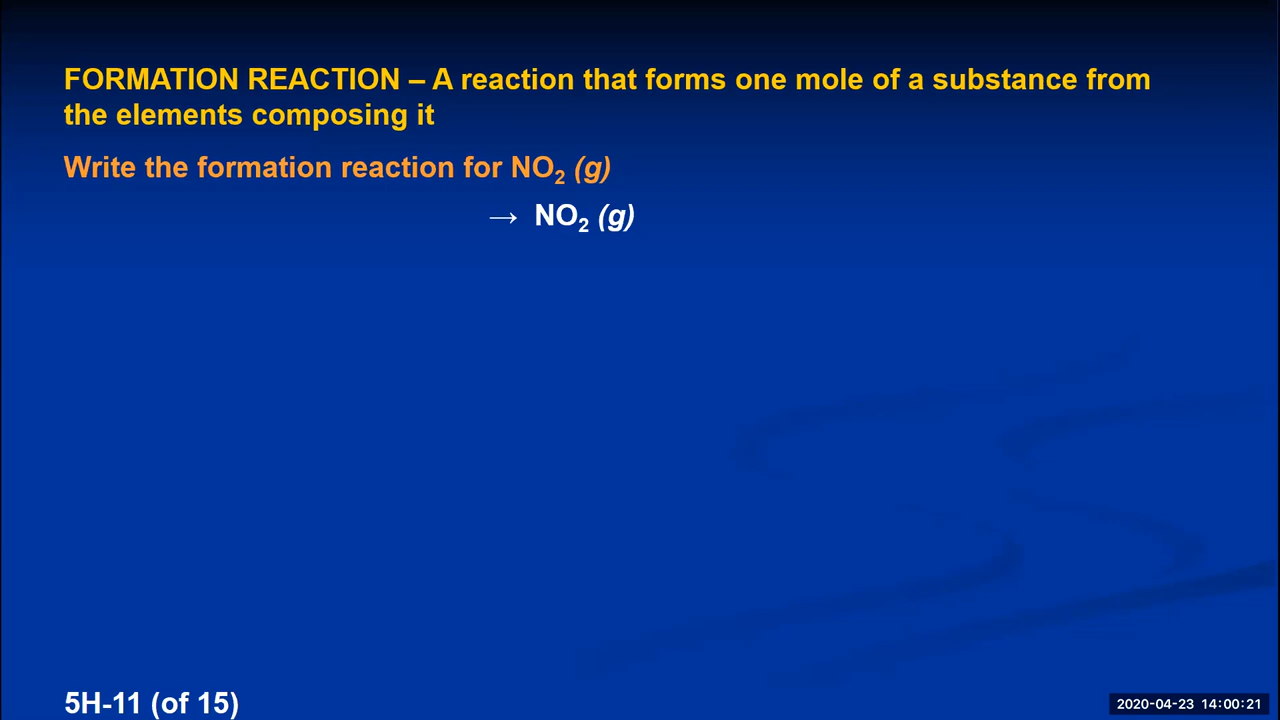 FORMATION REACTION – A reaction that forms one mole of a substance from
the elements composing it
Write the formation reaction for NO₂ (g)
→ NO₂ (g)
5H-11 (of 15)
2020-04-23 14:00:21